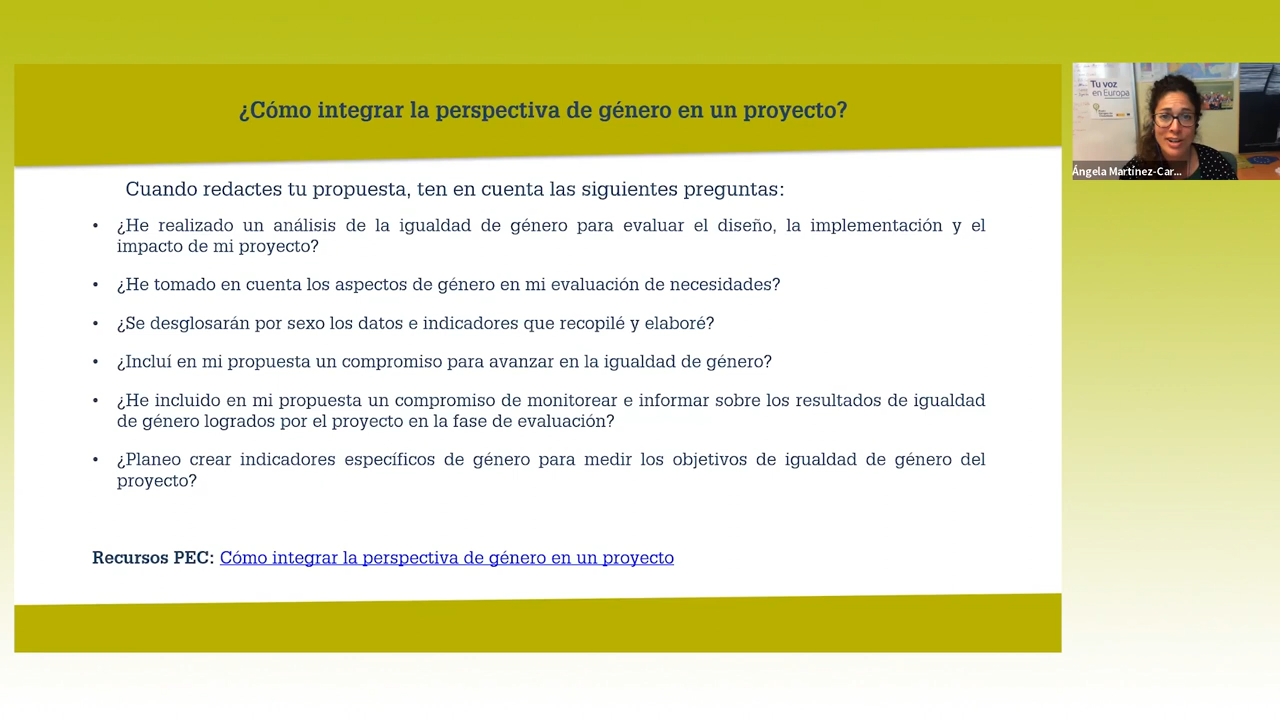 ¿Cómo integrar la perspectiva de género en un proyecto?
Cuando redactes tu propuesta, ten en cuenta las siguientes preguntas:
• ¿He realizado un análisis de la igualdad de género para evaluar el diseño, la implementación y el
impacto de mi proyecto?
• ¿He tomado en cuenta los aspectos de género en mi evaluación de necesidades?
• ¿Se desglosarán por sexo los datos e indicadores que recopilé y elaboré?
• ¿Incluí en mi propuesta un compromiso para avanzar en la igualdad de género?
• ¿He incluido en mi propuesta un compromiso de monitorear e informar sobre los resultados de igualdad
de género logrados por el proyecto en la fase de evaluación?
• ¿Planeo crear indicadores específicos de género para medir los objetivos de igualdad de género del
proyecto?
Recursos PEC: Cómo integrar la perspectiva de género en un proyecto
Tu voz
en Europa
Ángela Martínez-Car...